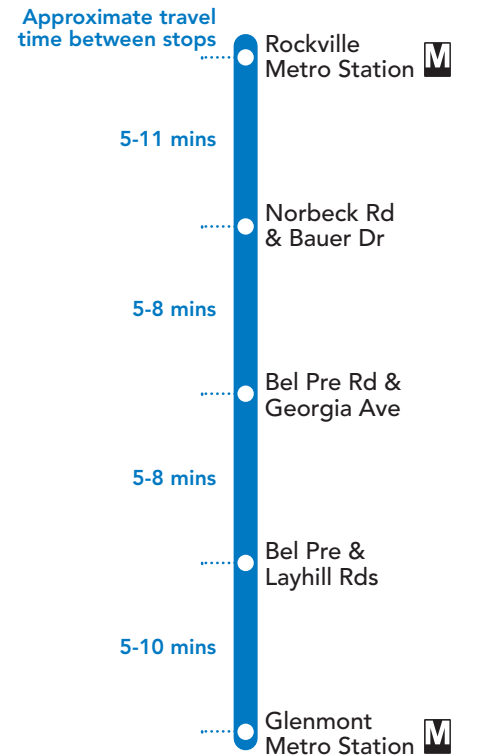 Approximate travel
time between stops
Rockville
Metro Station M
5-11 mins
Norbeck Rd
& Bauer Dr
5-8 mins
Bel Pre Rd &
Georgia Ave
5-8 mins
Bel Pre &
Layhill Rds
5-10 mins
Glenmont
Metro Station M